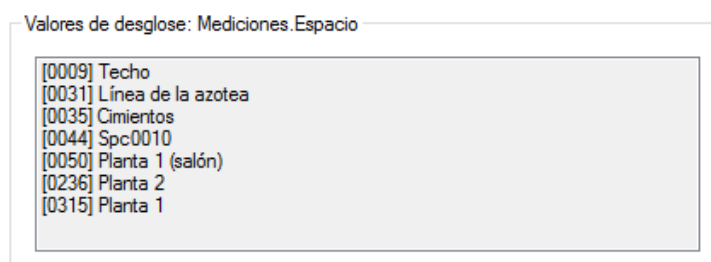 Valores de desglose: Mediciones.Espacio
[0009] Techo
[0031] Línea de la azotea
[0035] Cimientos
[0044] Spc0010
[0050] Planta 1 (salón)
[0236] Planta 2
[0315] Planta 1